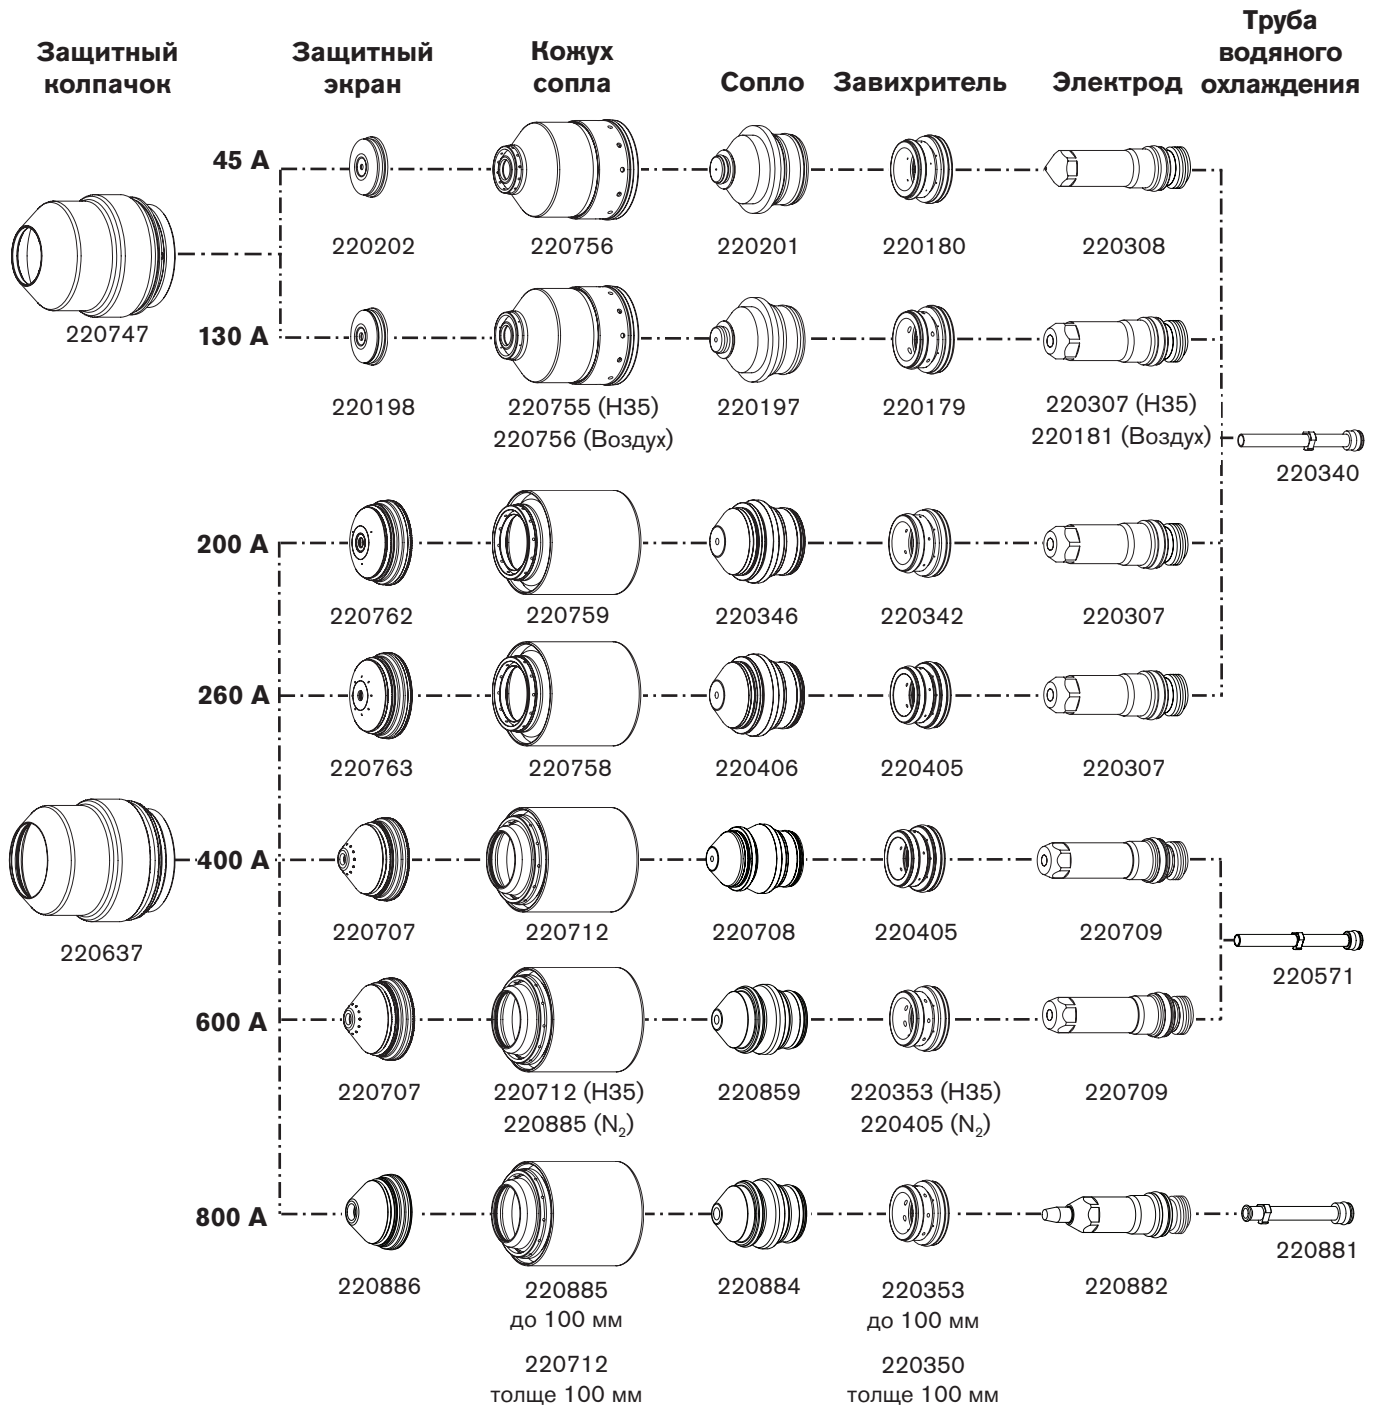 Защитный
колпачок
Защитный
экран
Кожух
сопла
Сопло
Завихритель
Электрод
Труба
водяного
охлаждения
45 А
220202
220756
220201
220180
220308
220747
130 А
220198
220755 (H35)
220756 (Воздух)
220197
220179
220307 (H35)
220181 (Воздух)
220340
200 А
220762
220759
220346
220342
220307
260 А
220763
220758
220406
220405
220307
400 А
220637
220707
220712
220708
220405
220709
220571
600 А
220707
220712 (H35)
220885 (N₂)
220859
220353 (H35)
220405 (N₂)
220709
800 А
220886
220885
до 100 мм
220712
толще 100 мм
220884
220353
до 100 мм
220350
толще 100 мм
220882
220881